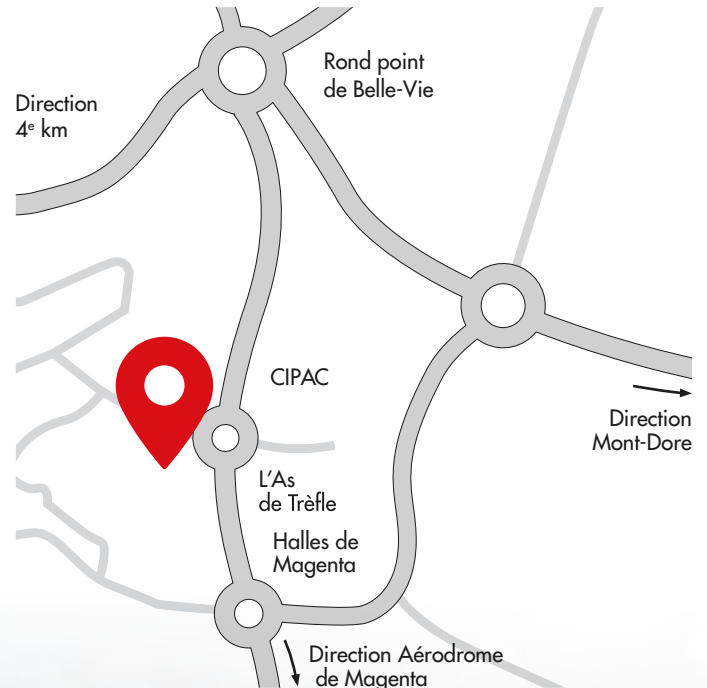 Rond point
de Belle-Vie
Direction
4ᵉ km
CIPAC
Direction
Mont-Dore
L'As
de Trèfle
Halles de
Magenta
Direction Aérodrome
de Magenta